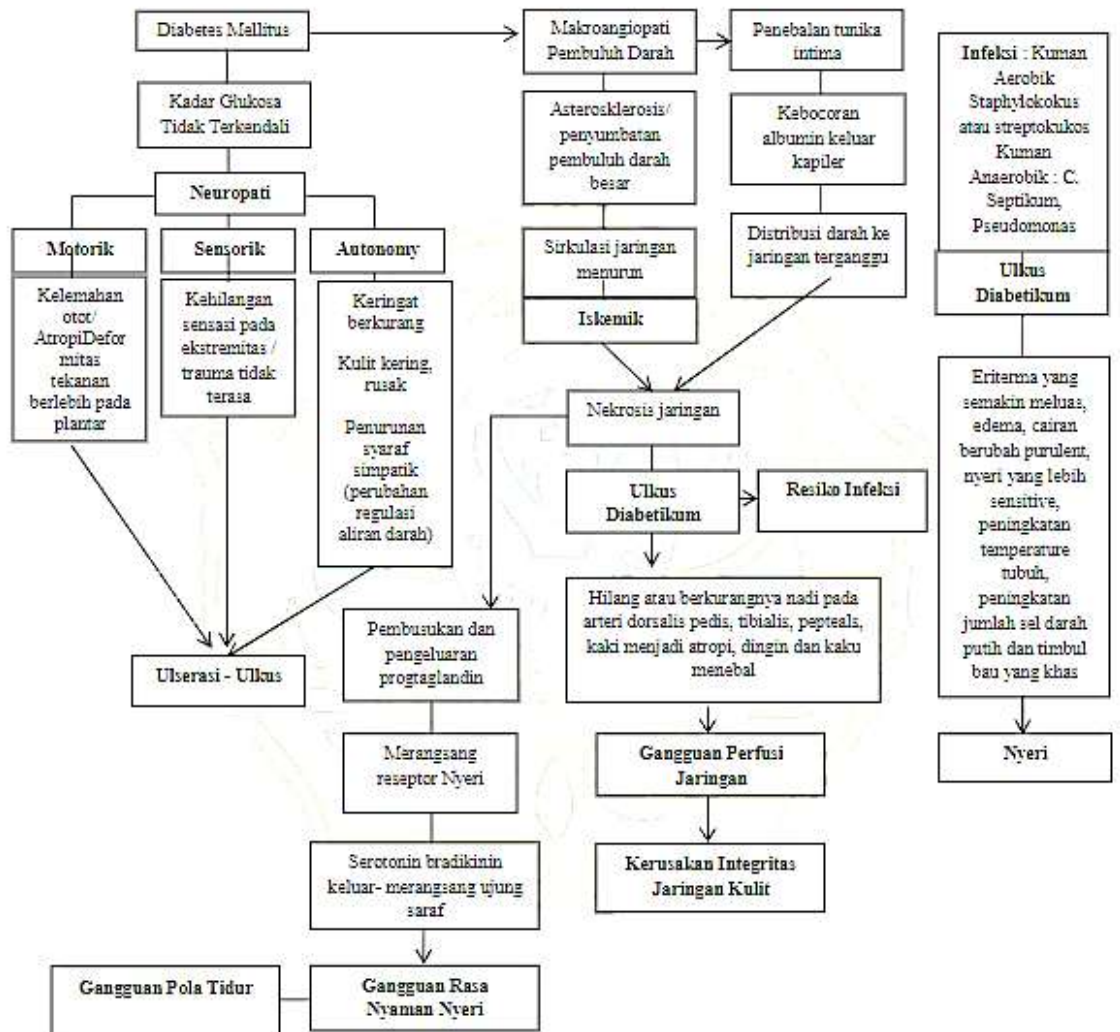 Diabetes Mellitus
Makroangiopati
Pembuluh Darah
Penebalan tunika
intima
Infeksi : Kuman
Aerobik
Staphylokokus
atau streptokukos
Kuman
Anaerobik : C.
Septikum,
Pseudomonas
Kadar Glukosa
Tidak Terkendali
Asterosklerosis/
penyumbatan
pembuluh darah
besar
Kebocoran
albumin keluar
kapiler
Neuropati
Motorik
Sensorik
Autonomy
Sirkulasi jaringan
menurun
Distribusi darah ke
jaringan terganggu
Ulkus
Diabetikum
Kelemahan
otot/
AtropiDefor
mitas
tekanan
berlebih pada
plantar
Kehilangan
sensasi pada
ekstremitas /
trauma tidak
terasa
Keringat
berkurang
Kulit kering,
rusak
Penurunan
syaraf
simpatik
(perubahan
regulasi
aliran darah)
Iskemik
Nekrosis jaringan
Ulkus
Diabetikum
Resiko Infeksi
Eriterma yang
semakin meluas,
edema, cairan
berubah purulent,
nyeri yang lebih
sensitive,
peningkatan
temperature
tubuh,
peningkatan
jumlah sel darah
putih dan timbul
bau yang khas
Hilang atau berkurangnya nadi pada
arteri dorsalis pedis, tibialis, pepteals,
kaki menjadi atropi, dingin dan kaku
menebal
Pembusukan dan
pengeluaran
progtaglandin
Ulserasi - Ulkus
Merangsang
reseptor Nyeri
Gangguan Perfusi
Jaringan
Nyeri
Serotonin bradikinin
keluar- merangsang ujung
saraf
Kerusakan Integritas
Jaringan Kulit
Gangguan Pola Tidur
Gangguan Rasa
Nyaman Nyeri